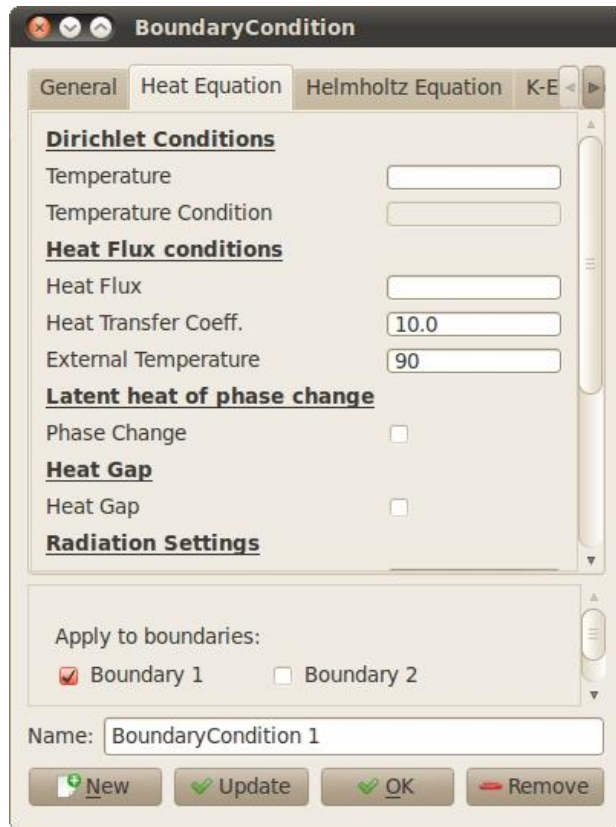 BoundaryCondition
General Heat Equation Helmholtz Equation K-E
Dirichlet Conditions
Temperature
Temperature Condition
Heat Flux conditions
Heat Flux
Heat Transfer Coeff. 10.0
External Temperature 90
Latent heat of phase change
Phase Change
Heat Gap
Heat Gap
Radiation Settings
Apply to boundaries:
Boundary 1 Boundary 2
Name: BoundaryCondition 1
New Update OK Remove